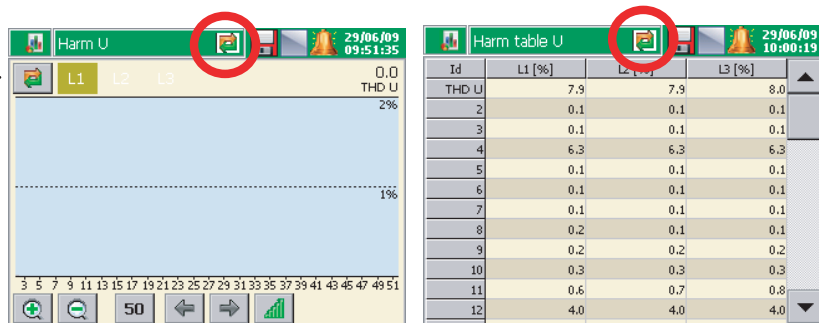 Harm U
29/06/09
09:51:35
L1 L2 L3
0.0
THD U
2%
1%
3 5 7 9 11 13 15 17 19 21 23 25 27 29 31 33 35 37 39 41 43 45 47 49 51
50
Harm table U
29/06/09
10:00:19
Id L1 [%] L2 [%] L3 [%]
THD U 7.9 7.9 8.0
2 0.1 0.1 0.1
3 0.1 0.1 0.1
4 6.3 6.3 6.3
5 0.1 0.1 0.1
6 0.1 0.1 0.1
7 0.1 0.1 0.1
8 0.2 0.1 0.1
9 0.2 0.2 0.2
10 0.3 0.3 0.3
11 0.6 0.7 0.8
12 4.0 4.0 4.0